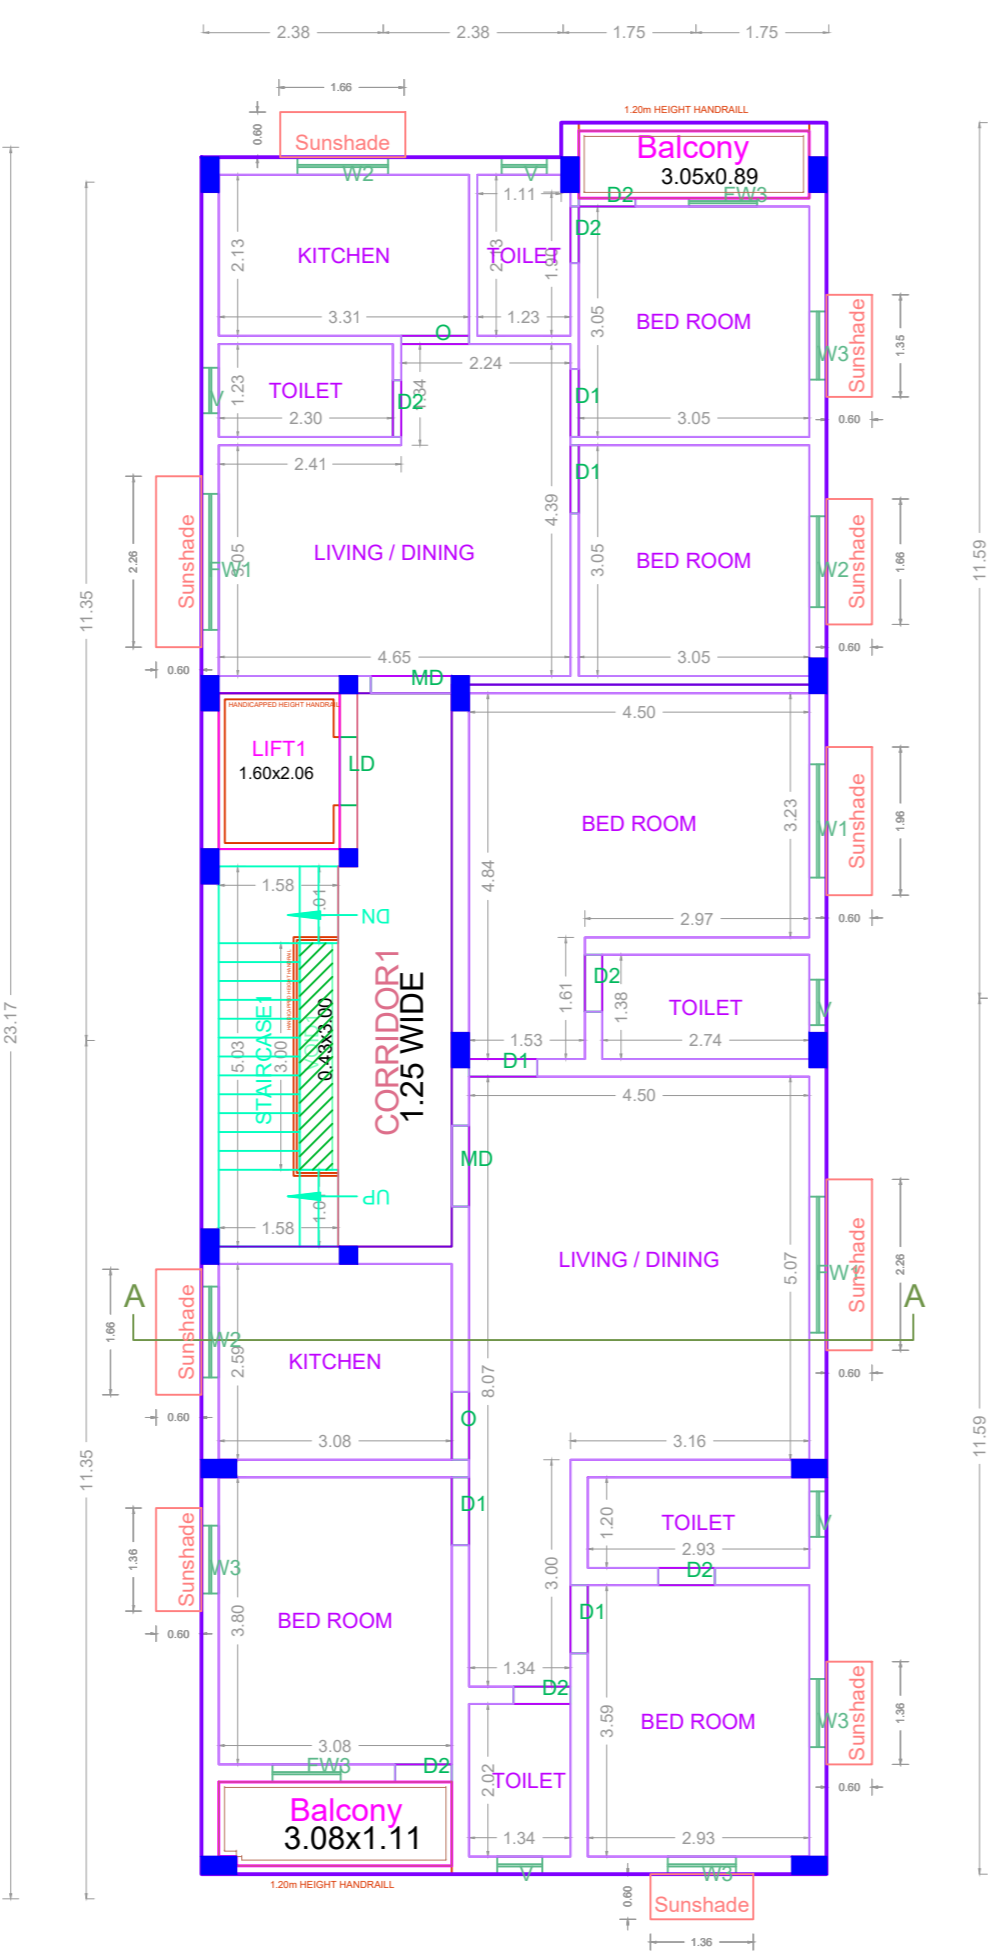 2.38
2.38
1.75
1.75
1.66
0.60
Sunshade
1.20m HEIGHT HANDRAILL
Balcony
3.05x0.89
W2
V
D2
FW3
1.11
2.13
KITCHEN
2.13
TOILET
1.90
D2
3.05
BED ROOM
3.31
1.23
O
2.24
W3
Sunshade
1.35
0.60
V
1.23
TOILET
2.30
D2
1.84
D1
3.05
2.41
D1
2.26
Sunshade
FW1
3.05
LIVING / DINING
4.39
3.05
BED ROOM
W2
Sunshade
1.66
0.60
0.60
4.65
MD
3.05
11.35
11.59
HANDICAPPED HEIGHT HANDRAIL
LIFT1
1.60x2.06
LD
4.50
BED ROOM
3.23
W1
Sunshade
1.96
0.60
4.84
2.97
1.58
DN
23.17
5.03
STAIRCASE1
3.00
HANDICAPPED HEIGHT HANDRAIL
0.43x3.00
CORRIDOR1
1.25 WIDE
1.61
D2
1.38
TOILET
V
1.53
2.74
D1
4.50
MD
UP
1.58
LIVING / DINING
5.07
FW1
Sunshade
2.26
0.60
A
A
1.66
Sunshade
W2
0.60
2.59
KITCHEN
3.08
8.07
O
3.16
11.35
11.59
D1
1.20
TOILET
2.93
V
D2
1.36
Sunshade
W3
0.60
3.80
BED ROOM
3.00
D1
1.34
D2
3.59
BED ROOM
W3
Sunshade
1.36
0.60
3.08
FW3
D2
2.02
TOILET
1.34
2.93
Balcony
3.08x1.11
V
W3
1.20m HEIGHT HANDRAILL
0.60
Sunshade
1.36